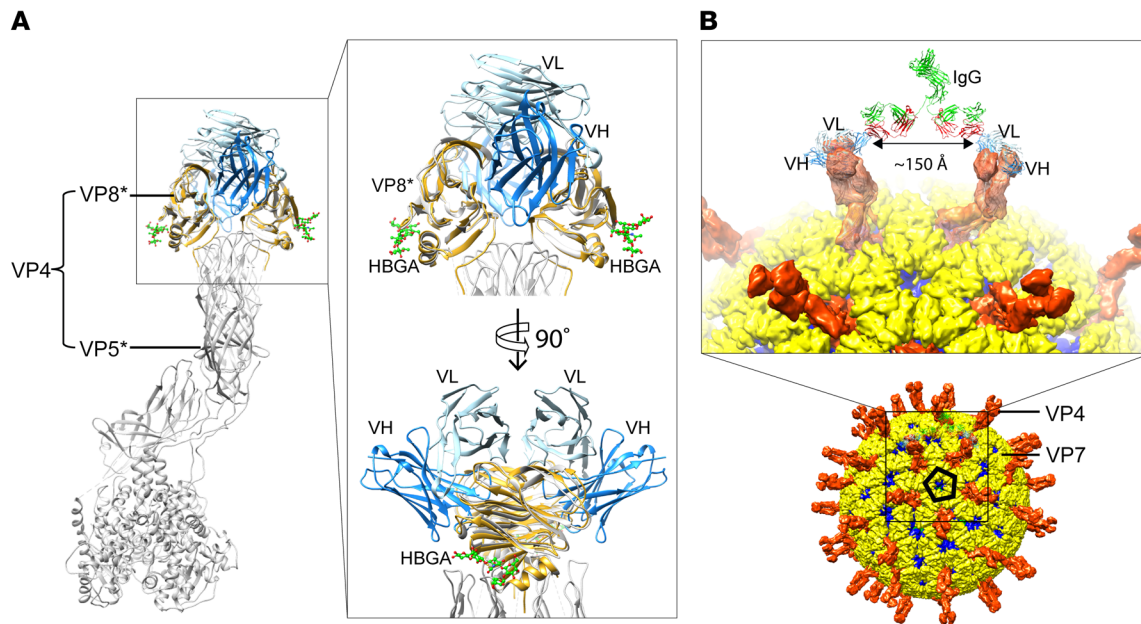 A
VP4
VP8*
VP5*
VL
VH
VP8*
HBGA
HBGA
90°
VL
VL
VH
VH
HBGA
B
IgG
VL
VL
VH
VH
~150 Å
VP4
VP7